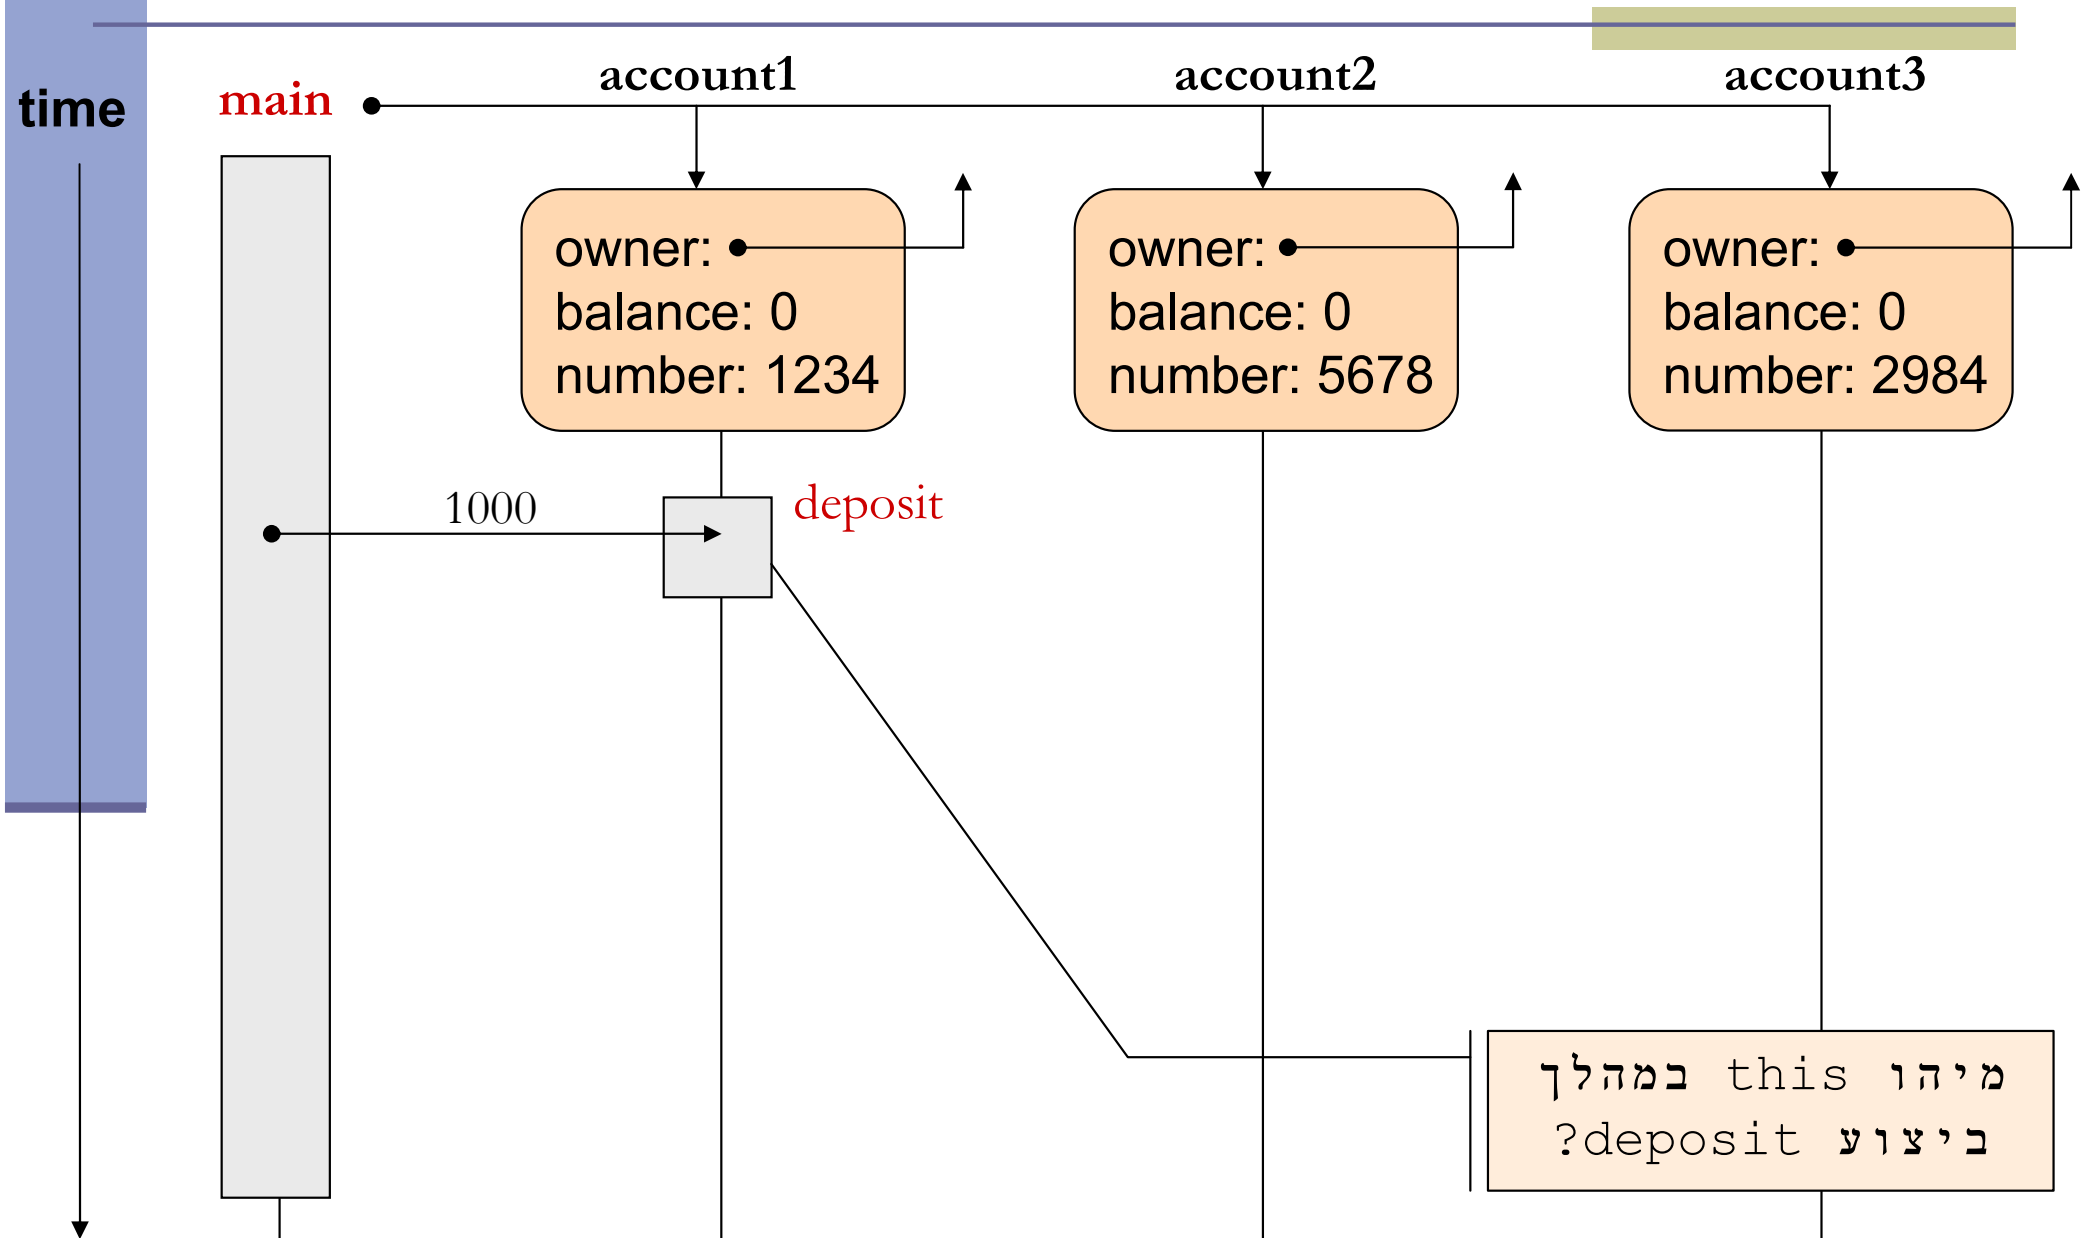 time
main
account1
account2
account3
owner:
balance: 0
number: 1234
owner:
balance: 0
number: 5678
owner:
balance: 0
number: 2984
1000
deposit
מיהו this במהלך
ביצוע deposit?